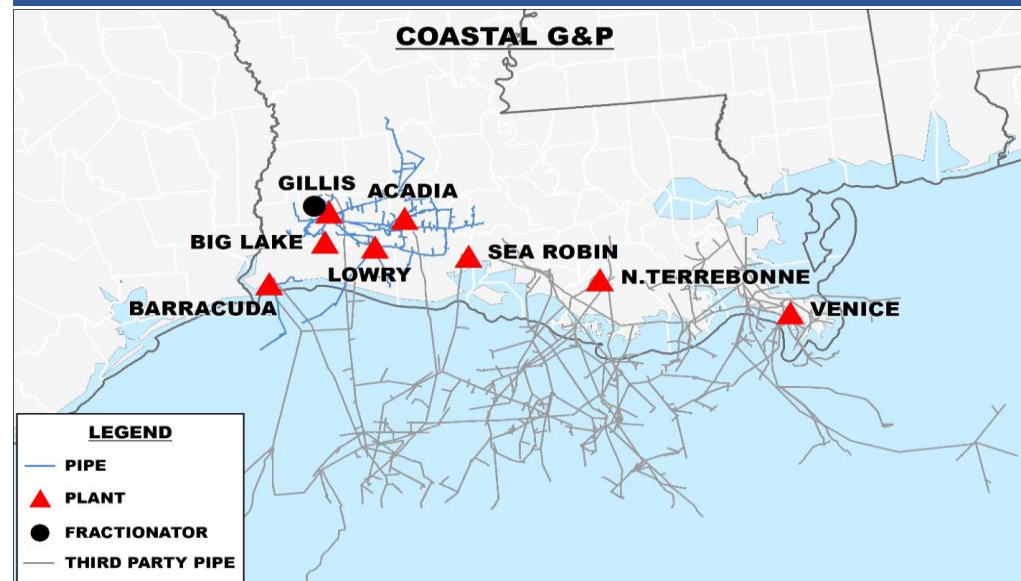 COASTAL G&P
GILLIS
ACADIA
BIG LAKE
LOWRY
SEA ROBIN
N.TERREBONNE
BARRACUDA
VENICE
LEGEND
PIPE
PLANT
FRACTIONATOR
THIRD PARTY PIPE